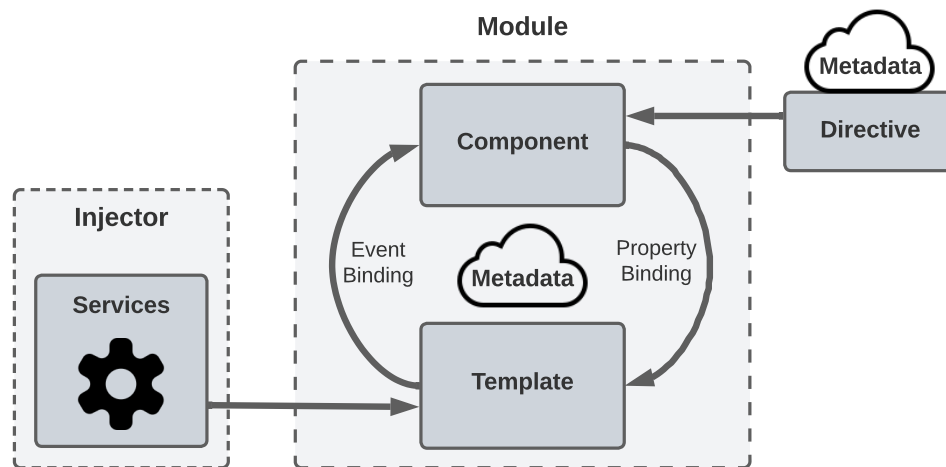 Module
Metadata
Component
Directive
Injector
Event
Binding
Metadata
Property
Binding
Services
Template